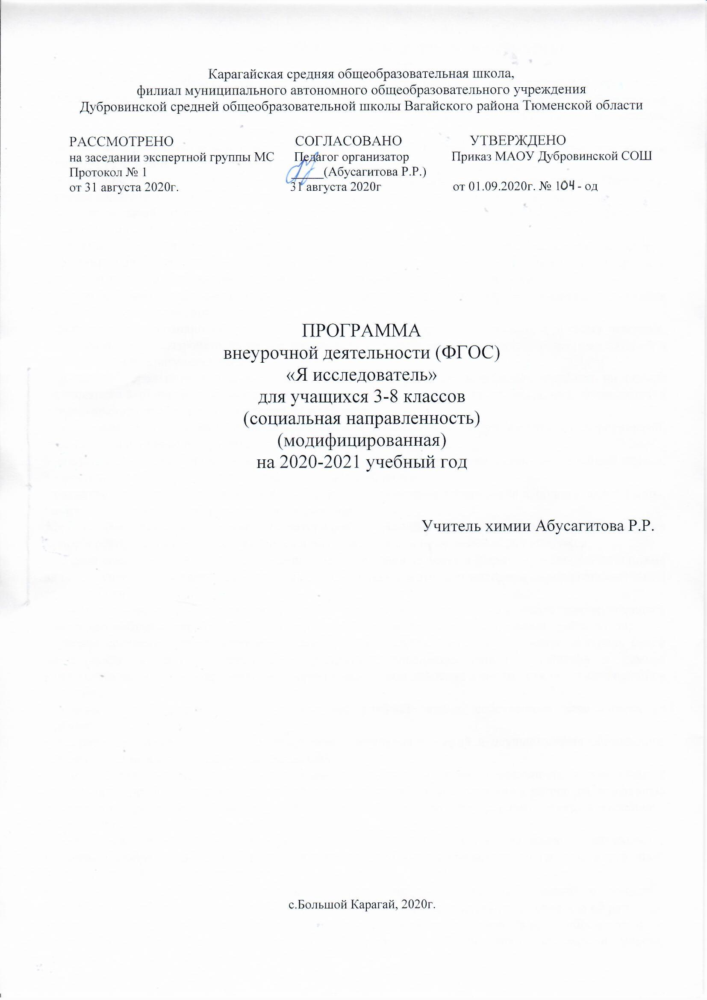 Карагайская средняя общеобразовательная школа,
филиал муниципального автономного общеобразовательного учреждения
Дубровинской средней общеобразовательной школы Вагайского района Тюменской области
РАССМОТРЕНО СОГЛАСОВАНО УТВЕРЖДЕНО
на заседании экспертной группы МС Педагог организатор Приказ МАОУ Дубровинской СОШ
Протокол № 1 _____(Абусагитова Р.Р.)
от 31 августа 2020г. 31 августа 2020г от 01.09.2020г. № 104 - од
ПРОГРАММА
внеурочной деятельности (ФГОС)
«Я исследователь»
для учащихся 3-8 классов
(социальная направленность)
(модифицированная)
на 2020-2021 учебный год
Учитель химии Абусагитова Р.Р.
с.Большой Карагай, 2020г.